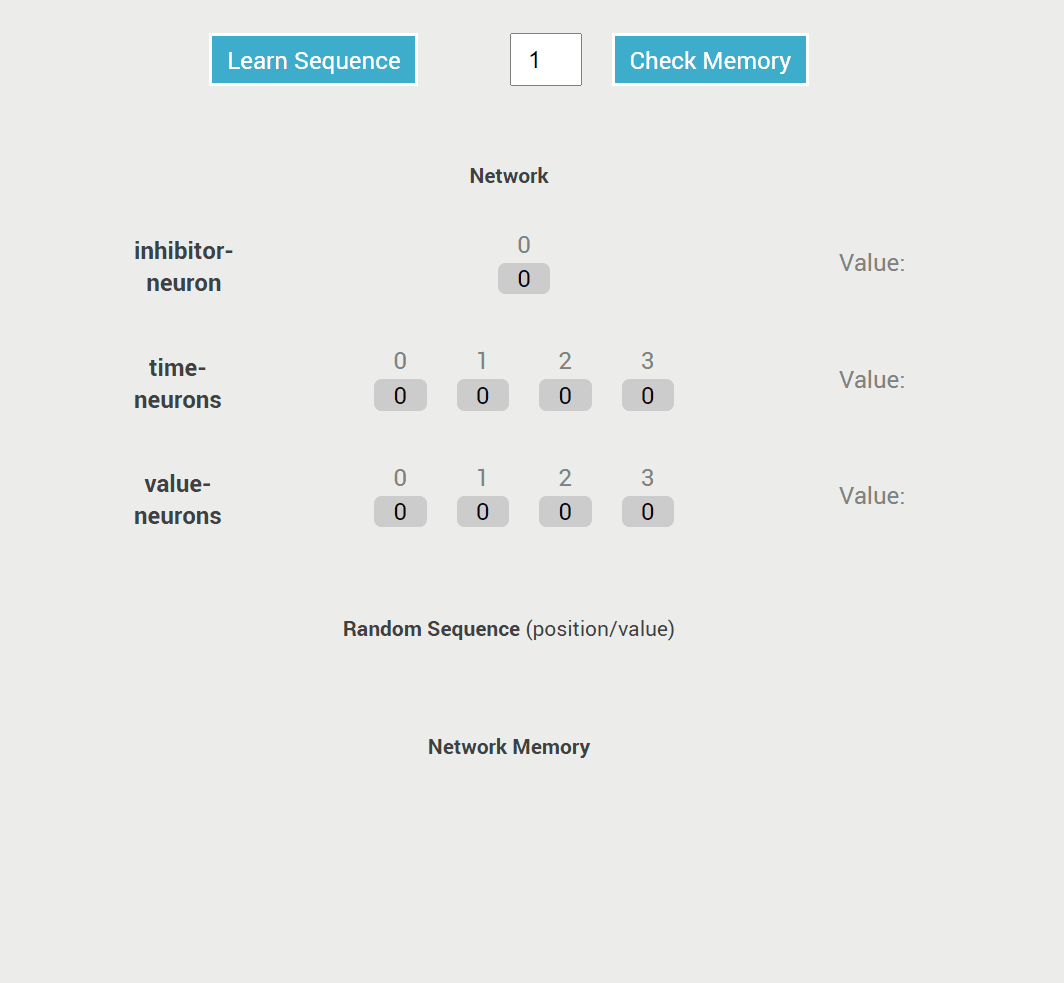 Learn Sequence 1 Check Memory
Network
inhibitor-
neuron
0
0
Value:
time-
neurons
0 1 2 3
0 0 0 0
Value:
value-
neurons
0 1 2 3
0 0 0 0
Value:
Random Sequence (position/value)
Network Memory